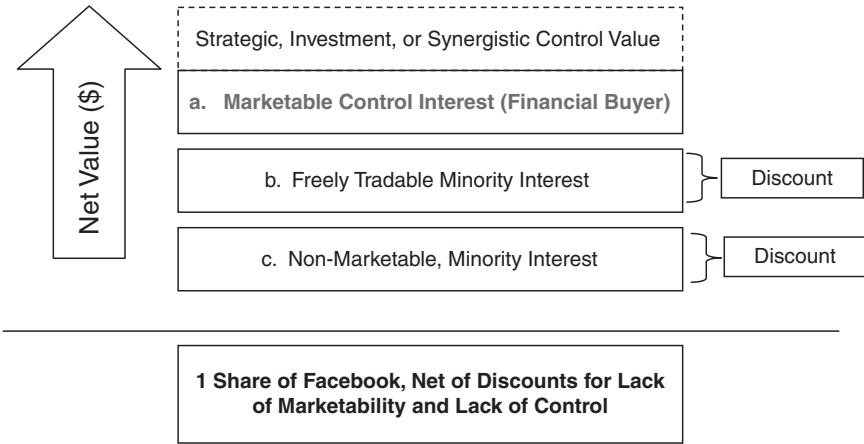 Net Value ($)
Strategic, Investment, or Synergistic Control Value
a. Marketable Control Interest (Financial Buyer)
b. Freely Tradable Minority Interest
Discount
c. Non-Marketable, Minority Interest
Discount
1 Share of Facebook, Net of Discounts for Lack
of Marketability and Lack of Control